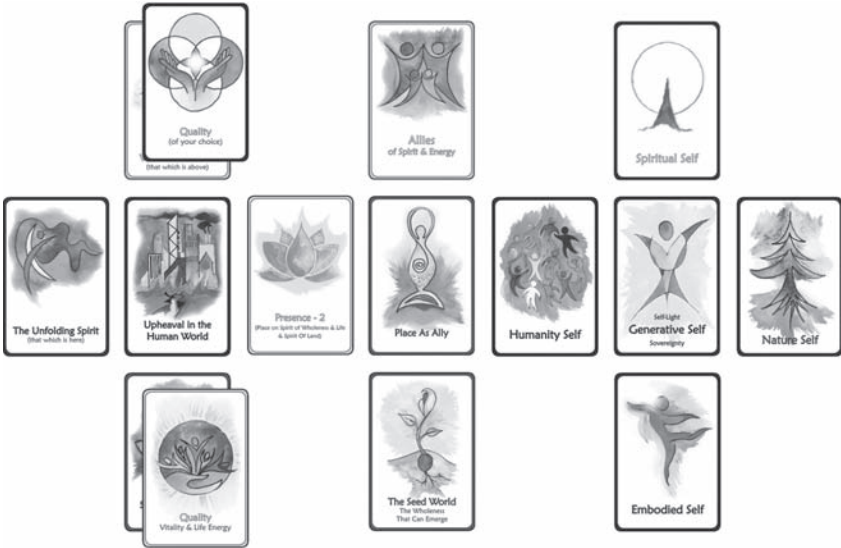 Quality
(of your choice)
(that which is above)
Allies
of Spirit & Energy
Spiritual Self
The Unfolding Spirit
(that which is here)
Upheaval in the
Human World
Presence - 2
(Place on Spirit of Wholeness & Life
& Spirit Of Land)
Place As Ally
Humanity Self
Self-Light
Generative Self
Sovereignty
Nature Self
Quality
Vitality & Life Energy
The Seed World
The Wholeness
That Can Emerge
Embodied Self